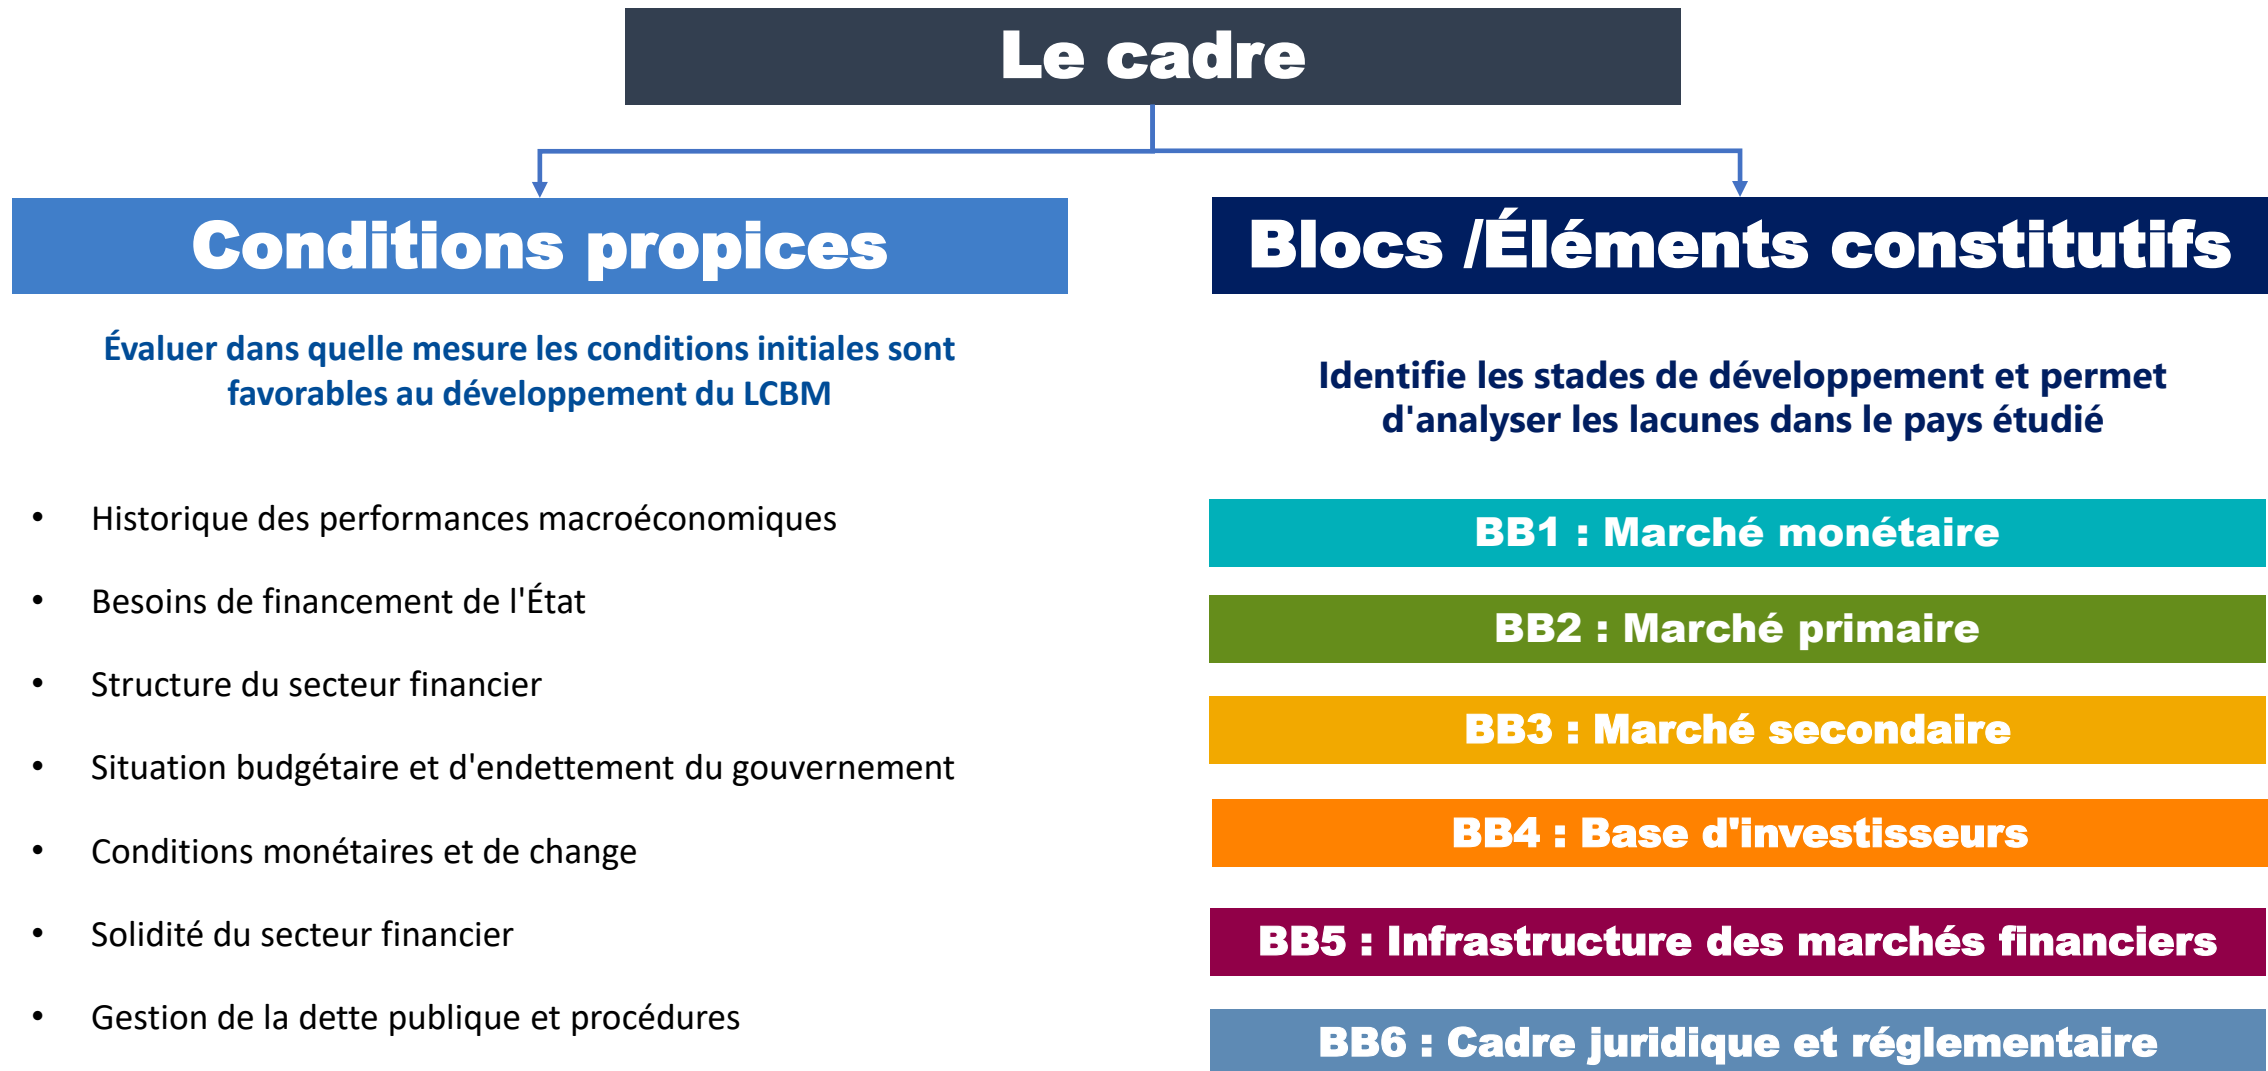 Le cadre
Conditions propices
Évaluer dans quelle mesure les conditions initiales sont
favorables au développement du LCBM
• Historique des performances macroéconomiques
• Besoins de financement de l'État
• Structure du secteur financier
• Situation budgétaire et d'endettement du gouvernement
• Conditions monétaires et de change
• Solidité du secteur financier
• Gestion de la dette publique et procédures
Blocs /Éléments constitutifs
Identifie les stades de développement et permet
d'analyser les lacunes dans le pays étudié
BB1 : Marché monétaire
BB2 : Marché primaire
BB3 : Marché secondaire
BB4 : Base d'investisseurs
BB5 : Infrastructure des marchés financiers
BB6 : Cadre juridique et réglementaire